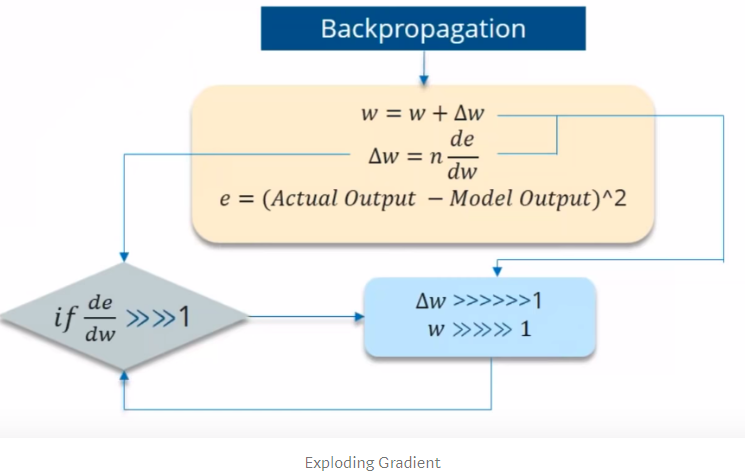 Backpropagation
w = w + Δw
Δw = n de/dw
e = (Actual Output − Model Output)^2
if de/dw >>>>1
Δw >>>>>>1
w >>>>> 1
Exploding Gradient